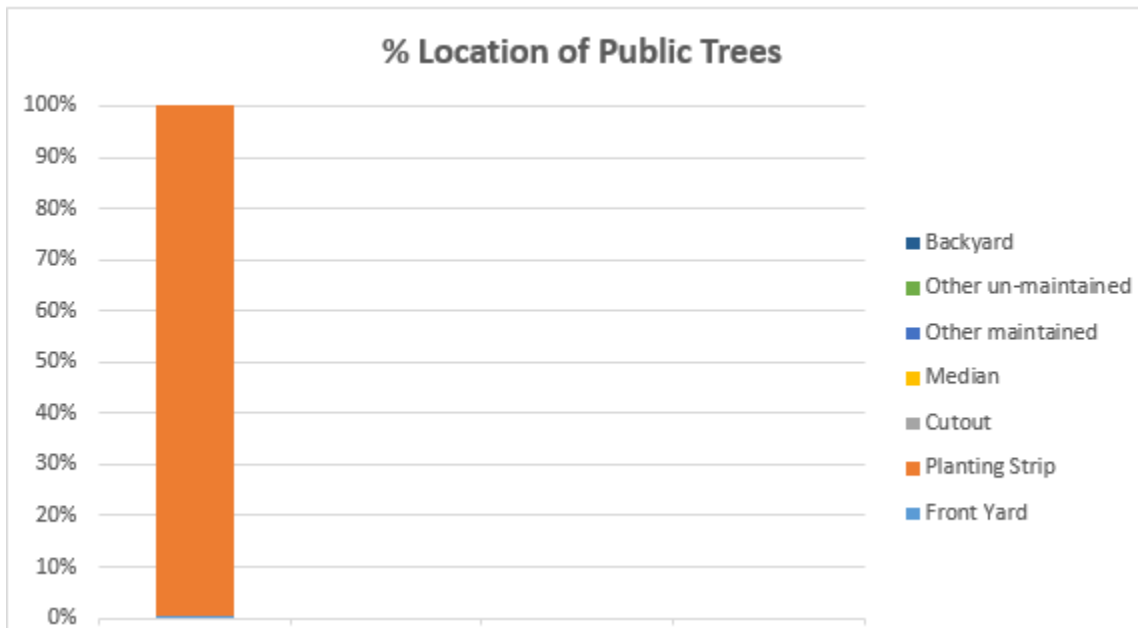 % Location of Public Trees
100%
90%
80%
70%
60%
50%
40%
30%
20%
10%
0%
Backyard
Other un-maintained
Other maintained
Median
Cutout
Planting Strip
Front Yard